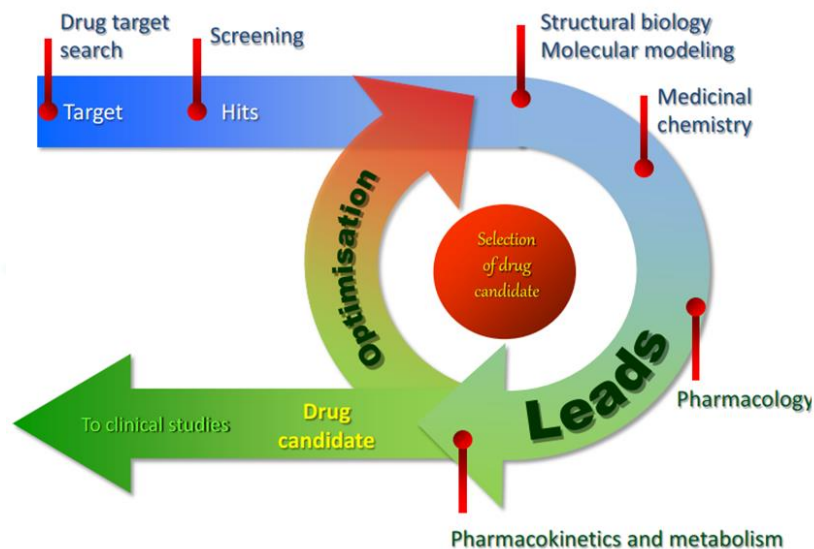 Drug target
search
Screening
Structural biology
Molecular modeling
Medicinal
chemistry
Target
Hits
Optimisation
Selection
of drug
candidate
Leads
Pharmacology
To clinical studies
Drug
candidate
Pharmacokinetics and metabolism